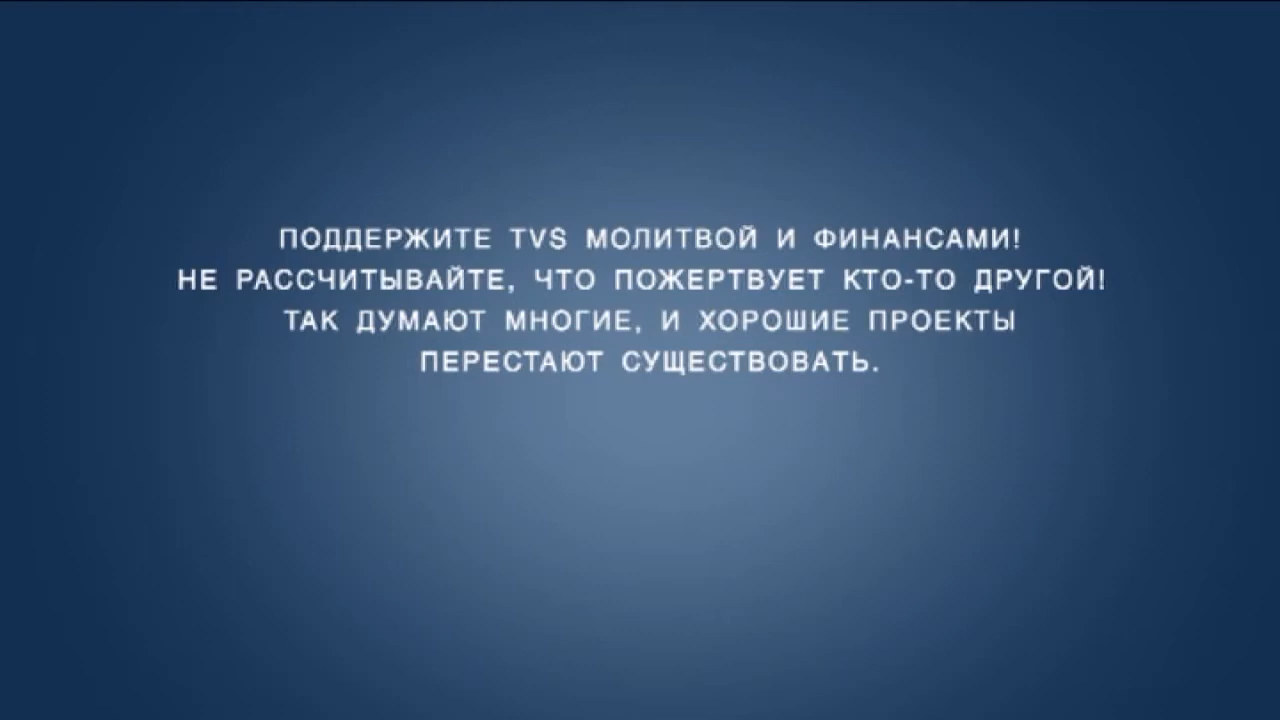 ПОДДЕРЖИТЕ TVS МОЛИТВОЙ И ФИНАНСАМИ!
НЕ РАССЧИТЫВАЙТЕ, ЧТО ПОЖЕРТВУЕТ КТО-ТО ДРУГОЙ!
ТАК ДУМАЮТ МНОГИЕ, И ХОРОШИЕ ПРОЕКТЫ
ПЕРЕСТАЮТ СУЩЕСТВОВАТЬ.